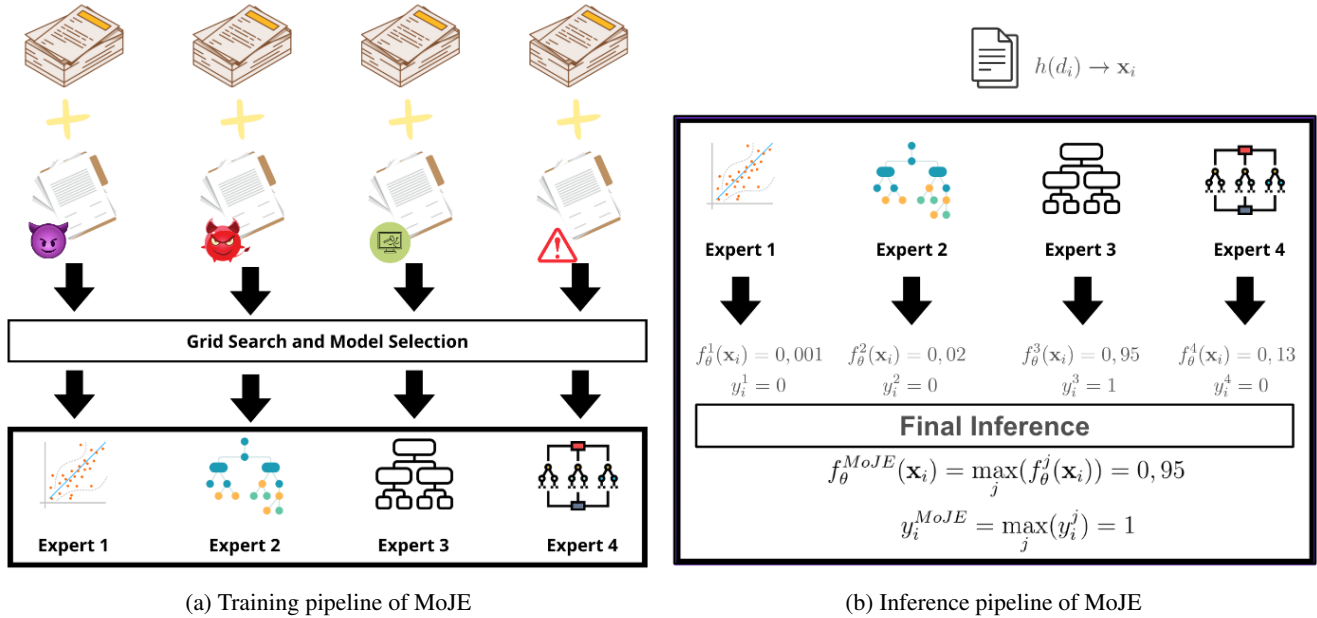 Grid Search and Model Selection
Expert 1 Expert 2 Expert 3 Expert 4
(a) Training pipeline of MoJE
h(d_i) → x_i
Expert 1 Expert 2 Expert 3 Expert 4
f_θ^1(x_i) = 0,001 f_θ^2(x_i) = 0,02 f_θ^3(x_i) = 0,95 f_θ^4(x_i) = 0,13
y_i^1 = 0 y_i^2 = 0 y_i^3 = 1 y_i^4 = 0
Final Inference
f_θ^{MoJE}(x_i) = max_j(f_θ^j(x_i)) = 0,95
y_i^{MoJE} = max_j(y_i^j) = 1
(b) Inference pipeline of MoJE